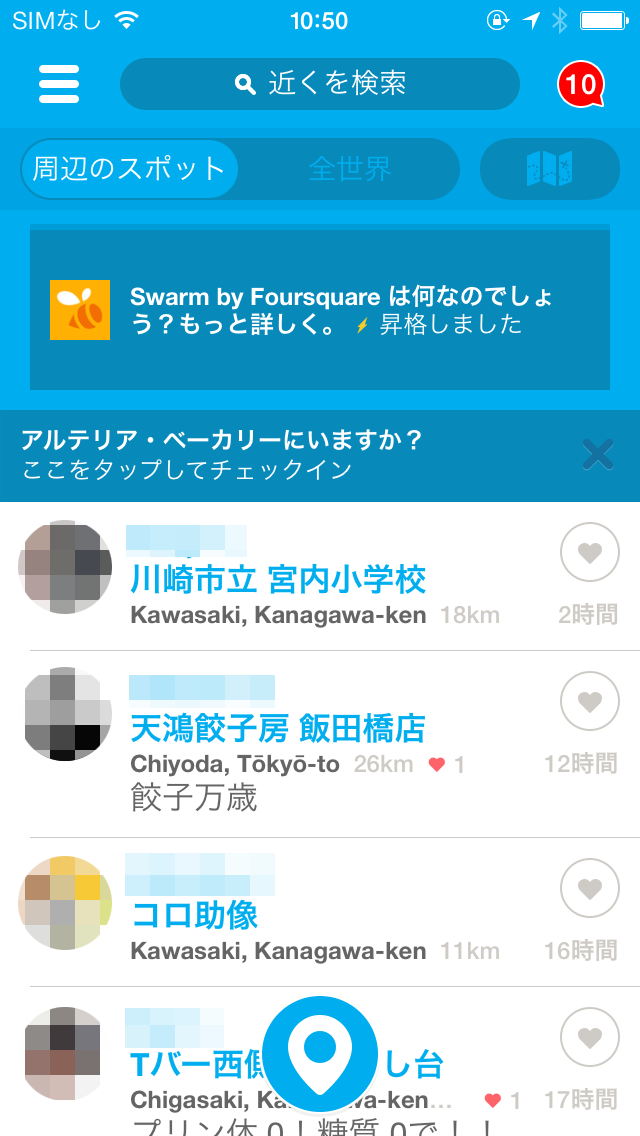 SIMなし 10:50
近くを検索
10
周辺のスポット 全世界
Swarm by Foursquare は何なのでしょ
う？もっと詳しく。 昇格しました
アルテリア・ベーカリーにいますか？
ここをタップしてチェックイン
川崎市立 宮内小学校
Kawasaki, Kanagawa-ken 18km 2時間
天鴻餃子房 飯田橋店
Chiyoda, Tōkyō-to 26km 1 12時間
餃子万歳
コロ助像
Kawasaki, Kanagawa-ken 11km 16時間
Tバー西側 し台
Chigasaki, Kanagawa-ken... 1 17時間
プリン体 0！糖質 0で！！